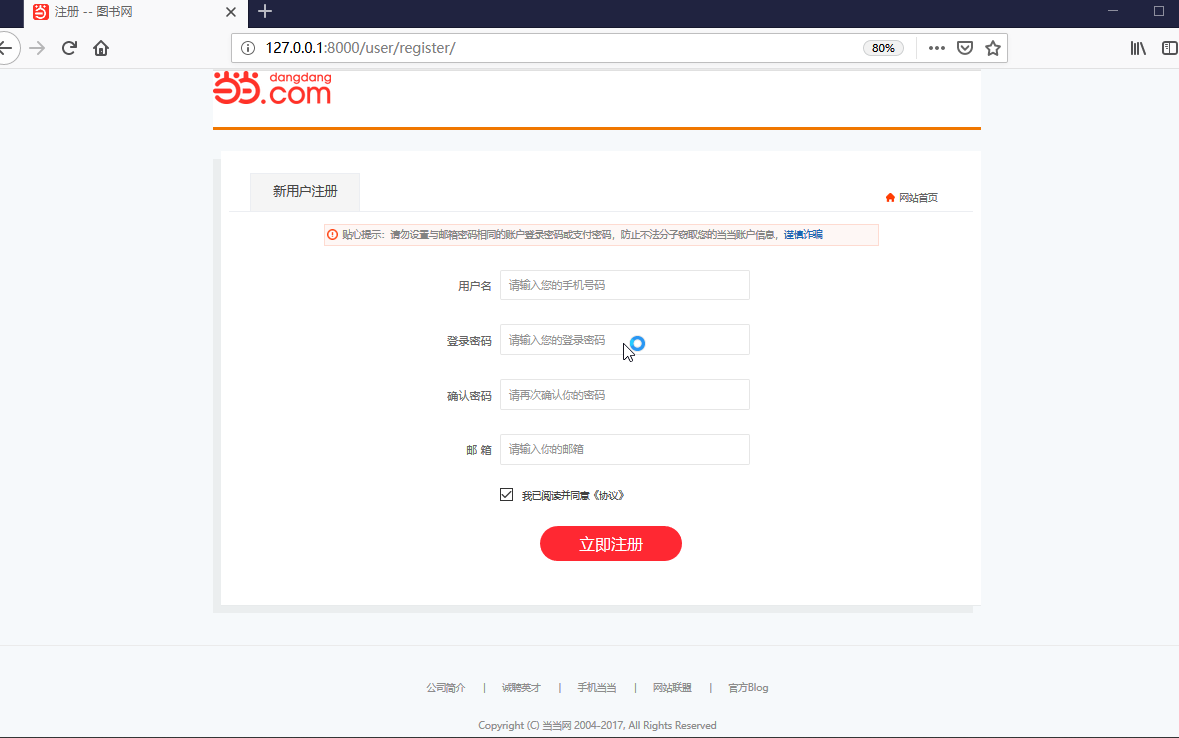 注册 -- 图书网
127.0.0.1:8000/user/register/
80%
dangdang
.com
新用户注册
网站首页
贴心提示：请勿设置与邮箱密码相同的账户登录密码或支付密码，防止不法分子窃取您的当当账户信息，谨慎诈骗
用户名
请输入您的手机号码
登录密码
请输入您的登录密码
确认密码
请再次确认你的密码
邮 箱
请输入你的邮箱
我已阅读并同意《协议》
立即注册
公司简介 | 诚聘英才 | 手机当当 | 网站联盟 | 官方Blog
Copyright (C) 当当网 2004-2017, All Rights Reserved